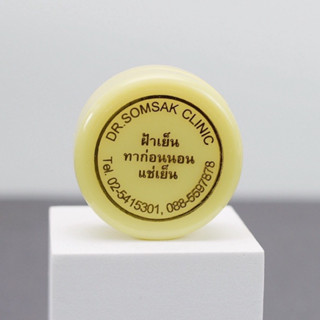 DR.SOMSAK CLINIC
ฝ้าเย็น
ทาก่อนนอน
แช่เย็น
Tel. 02-5415301, 088-5597878